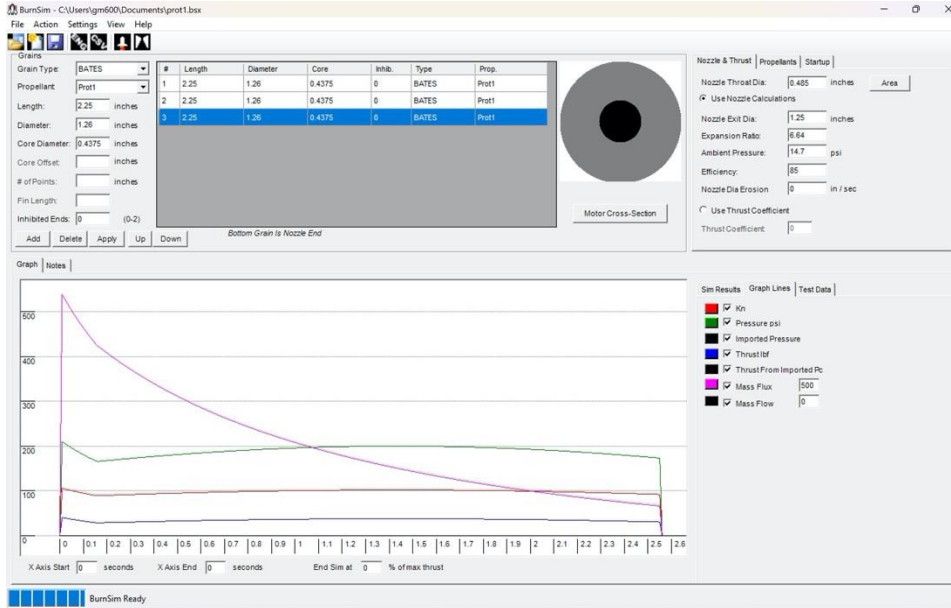 BurnSim - C:\Users\gm600\Documents\prot1.bsx
File Action Settings View Help
ENG CSV
Grains
Grain Type: BATES
Propellant Prot1
Length: 2.25 inches
Diameter: 1.26 inches
Core Diameter: 0.4375 inches
Core Offset: inches
# of Points: inches
Fin Length:
Inhibited Ends: 0 (0-2)
Add Delete Apply Up Down
# Length Diameter Core Inhib. Type Prop.
1 2.25 1.26 0.4375 0 BATES Prot1
2 2.25 1.26 0.4375 0 BATES Prot1
3 2.25 1.26 0.4375 0 BATES Prot1
Bottom Grain Is Nozzle End
Motor Cross-Section
Nozzle & Thrust Propellants Startup
Nozzle Throat Dia: 0.485 inches Area
Use Nozzle Calculations
Nozzle Exit Dia: 1.25 inches
Expansion Ratio: 6.64
Ambient Pressure: 14.7 psi
Efficiency: 85
Nozzle Dia Erosion 0 in / sec
Use Thrust Coefficient
Thrust Coefficient 0
Graph Notes
500
400
300
200
100
0
0 0.1 0.2 0.3 0.4 0.5 0.6 0.7 0.8 0.9 1 1.1 1.2 1.3 1.4 1.5 1.6 1.7 1.8 1.9 2 2.1 2.2 2.3 2.4 2.5 2.6
X Axis Start 0 seconds X Axis End 0 seconds End Sim at 0 % of max thrust
Sim Results Graph Lines Test Data
Kn
Pressure psi
Imported Pressure
Thrust lbf
Thrust From Imported Pc
Mass Flux 500
Mass Flow 0
BurnSim Ready